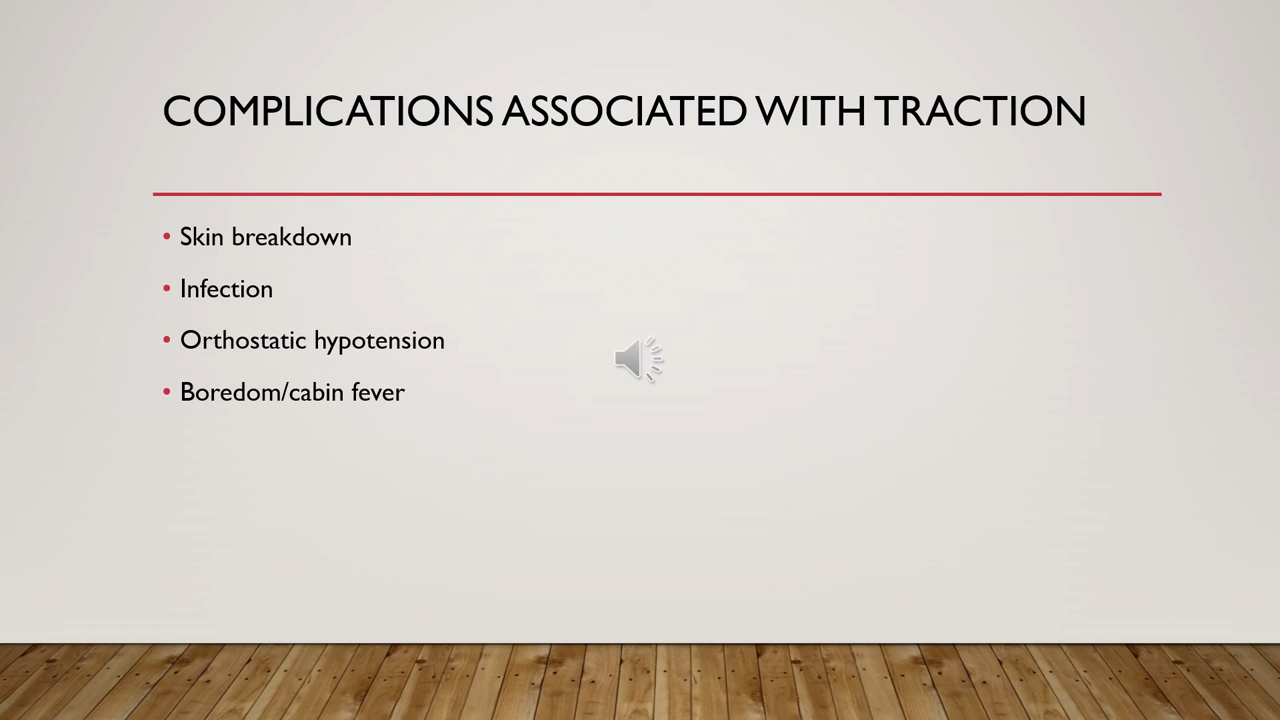 COMPLICATIONS ASSOCIATED WITH TRACTION
• Skin breakdown
• Infection
• Orthostatic hypotension
• Boredom/cabin fever